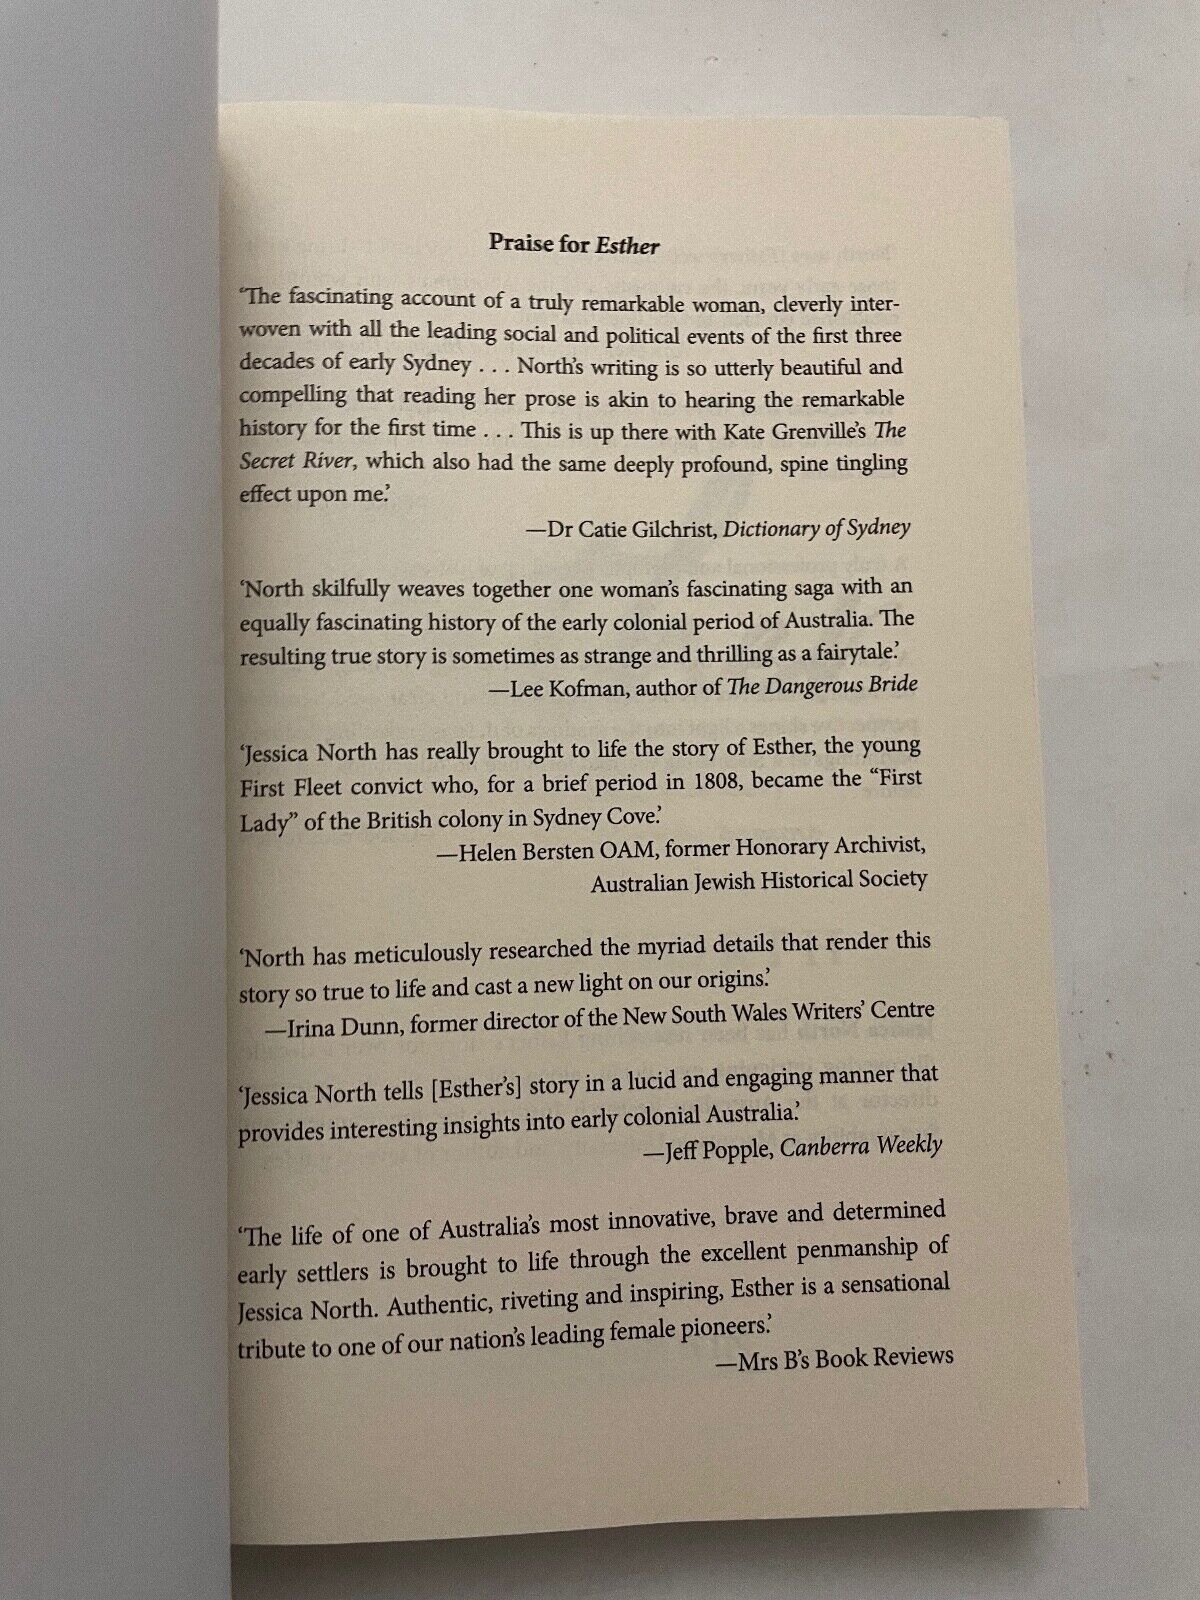 Praise for Esther
‘The fascinating account of a truly remarkable woman, cleverly inter-
woven with all the leading social and political events of the first three
decades of early Sydney . . . North’s writing is so utterly beautiful and
compelling that reading her prose is akin to hearing the remarkable
history for the first time . . . This is up there with Kate Grenville’s The
Secret River, which also had the same deeply profound, spine tingling
effect upon me.’
—Dr Catie Gilchrist, Dictionary of Sydney
‘North skilfully weaves together one woman’s fascinating saga with an
equally fascinating history of the early colonial period of Australia. The
resulting true story is sometimes as strange and thrilling as a fairytale.’
—Lee Kofman, author of The Dangerous Bride
‘Jessica North has really brought to life the story of Esther, the young
First Fleet convict who, for a brief period in 1808, became the “First
Lady” of the British colony in Sydney Cove.’
—Helen Bersten OAM, former Honorary Archivist,
Australian Jewish Historical Society
‘North has meticulously researched the myriad details that render this
story so true to life and cast a new light on our origins.’
—Irina Dunn, former director of the New South Wales Writers’ Centre
‘Jessica North tells [Esther’s] story in a lucid and engaging manner that
provides interesting insights into early colonial Australia.’
—Jeff Popple, Canberra Weekly
‘The life of one of Australia’s most innovative, brave and determined
early settlers is brought to life through the excellent penmanship of
Jessica North. Authentic, riveting and inspiring, Esther is a sensational
tribute to one of our nation’s leading female pioneers.’
—Mrs B’s Book Reviews